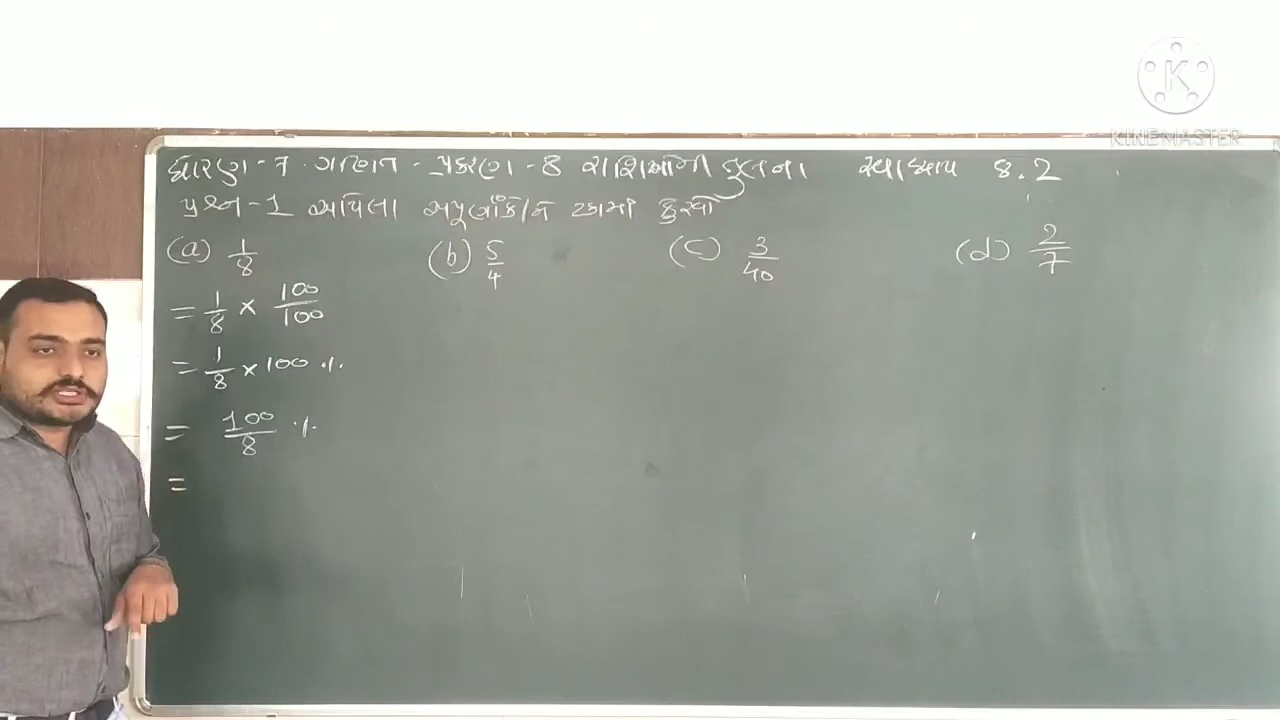 KINEMASTER
ધોરણ - 7 ગણિત - પ્રકરણ - 8 રાશિઓની તુલના સ્વાધ્યાય 8.2
પ્રશ્ન - 1 આપેલા અપૂર્ણાંકોને ટકામાં ફેરવો
(a) 1/8 (b) 5/4 (c) 3/40 (d) 2/7
= 1/8 × 100/100
= 1/8 × 100 %
= 100/8 %
=